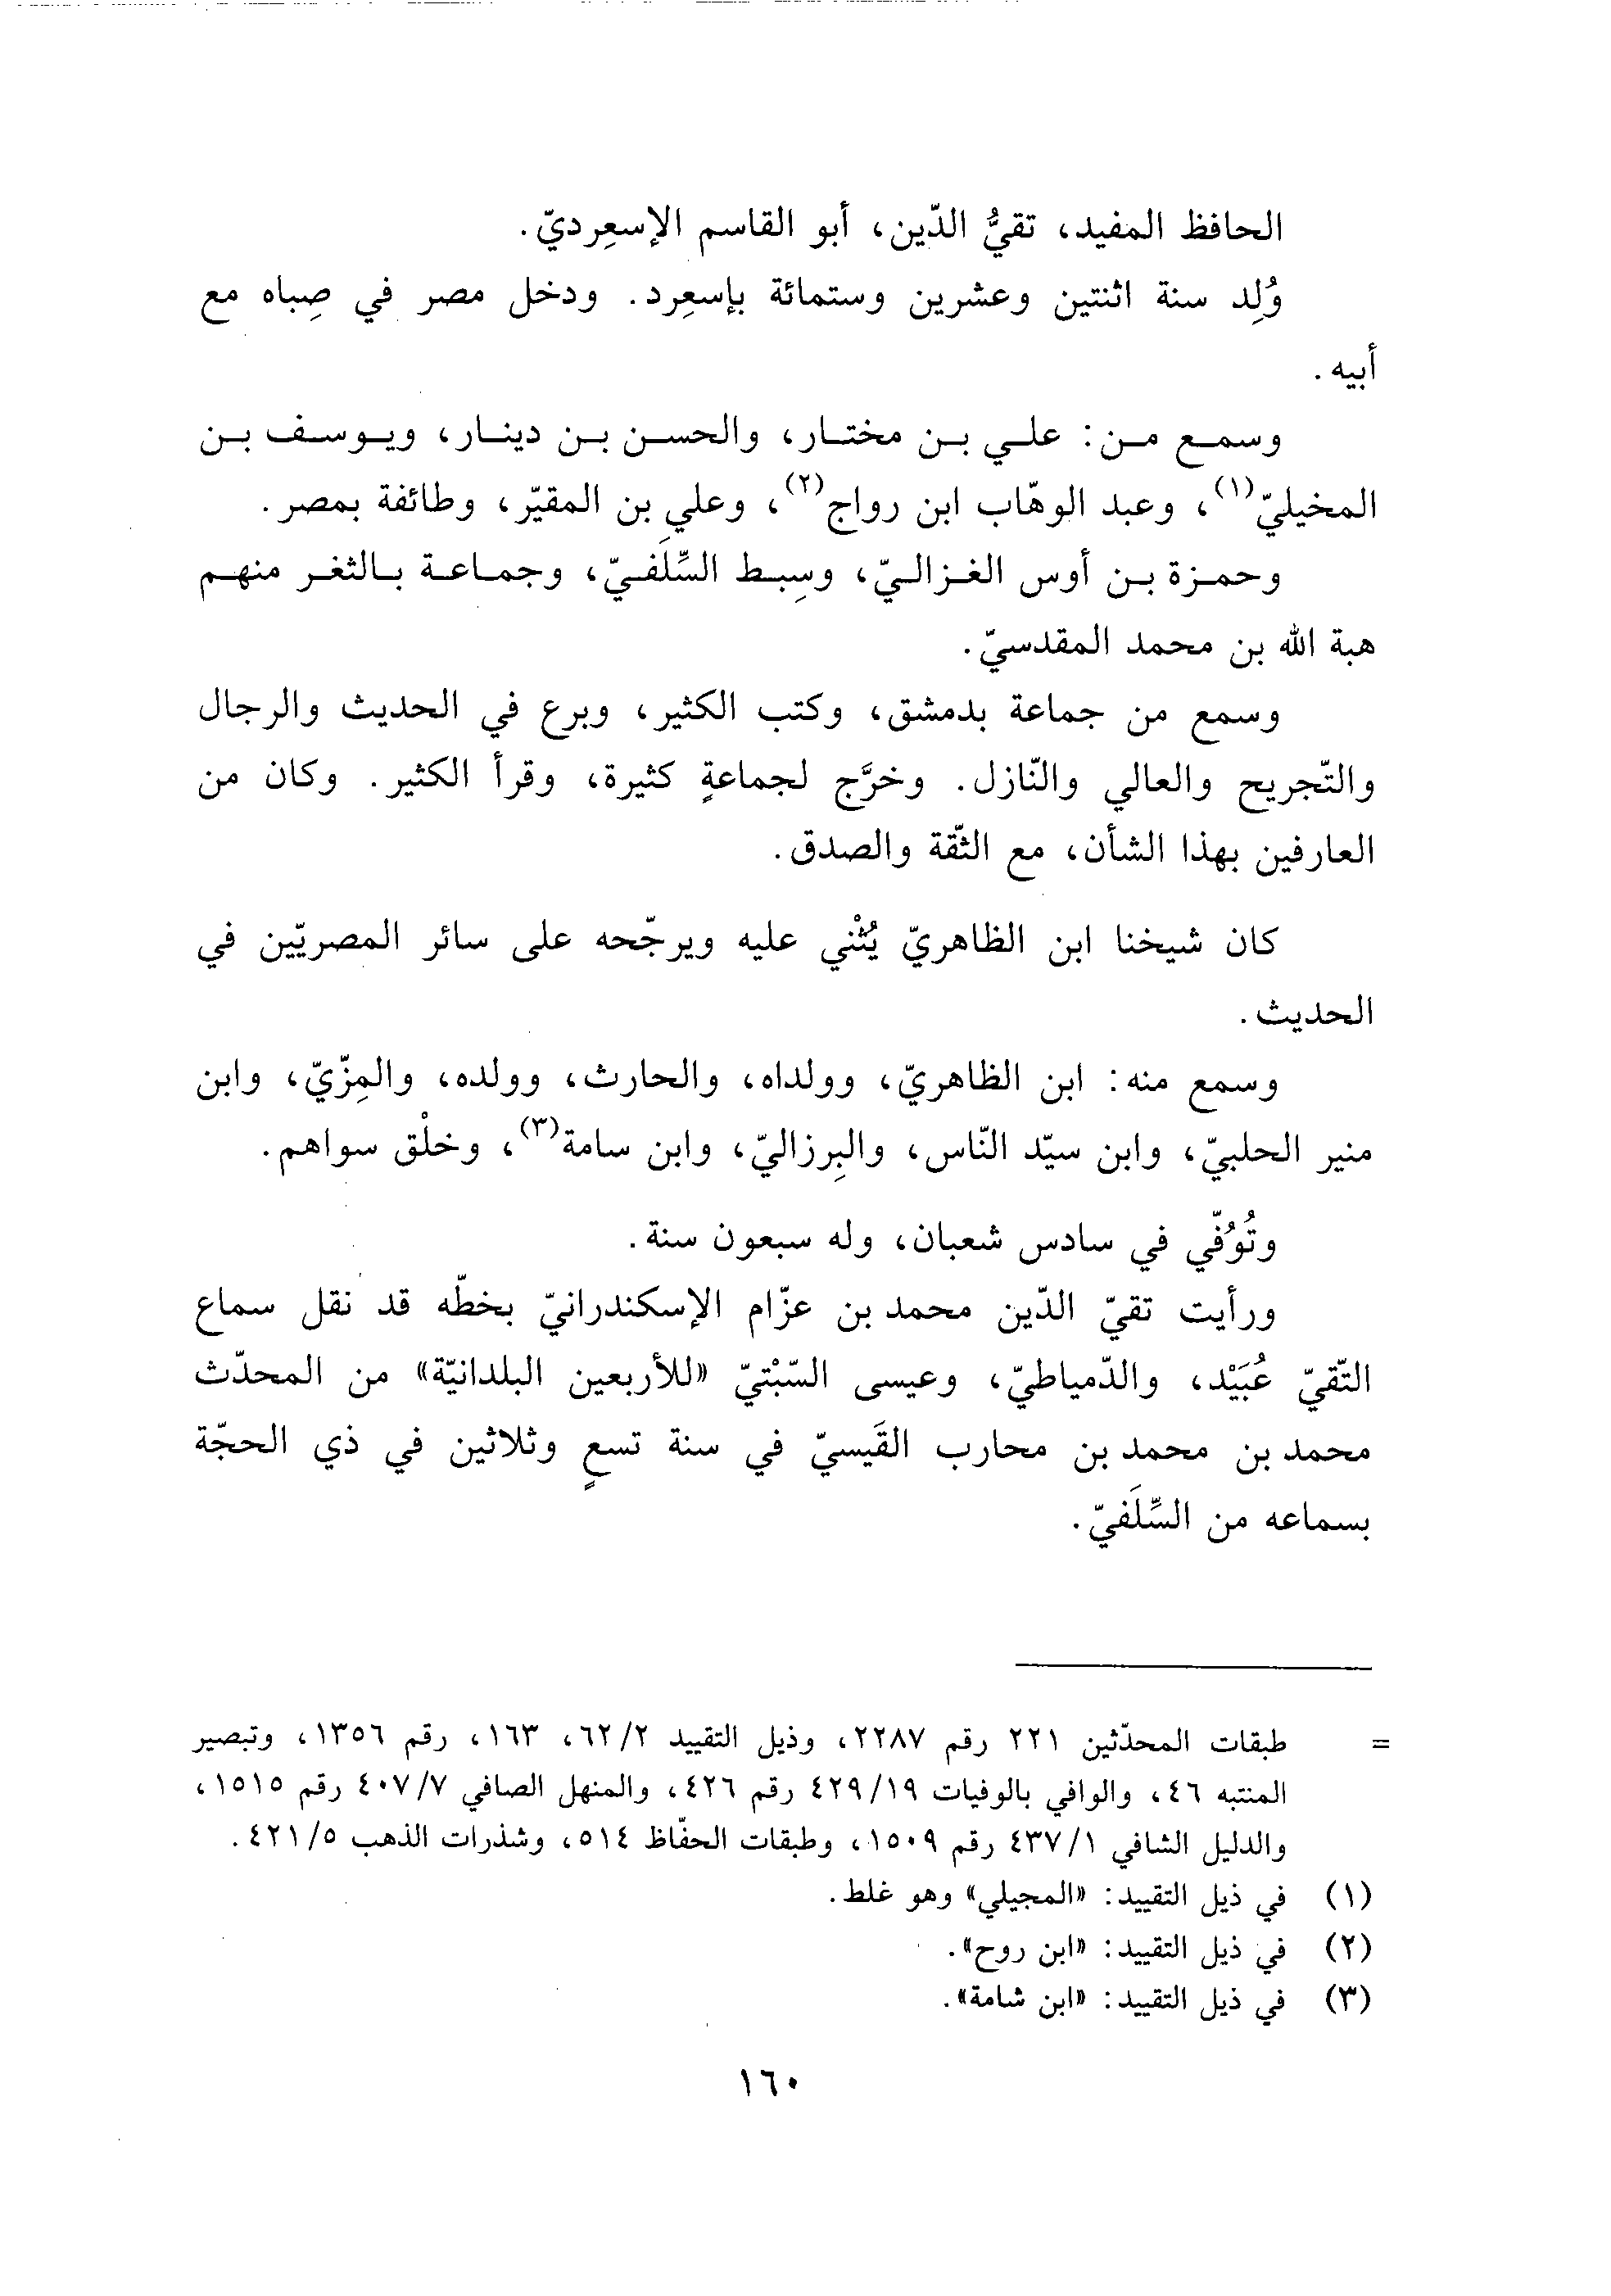 الحافظ المفيد، تقيُّ الدّين، أبو القاسم الإسعِرديّ.
وُلِد سنة اثنتين وعشرين وستمائة بإسعِرد. ودخل مصر في صِباه مع
أبيه.
وسمع من: علي بن مختار، والحسن بن دينار، ويوسف بن
المخيليّ(١)، وعبد الوهّاب ابن رواج(٢)، وعلي بن المقيّر، وطائفة بمصر.
وحمزة بن أوس الغزاليّ، وسِبط السِّلَفيّ، وجماعة بالثغر منهم
هبة الله بن محمد المقدسيّ.
وسمع من جماعة بدمشق، وكتب الكثير، وبرع في الحديث والرجال
والتّجريح والعالي والنّازل. وخرَّج لجماعةٍ كثيرة، وقرأ الكثير. وكان من
العارفين بهذا الشأن، مع الثّقة والصدق.
كان شيخنا ابن الظاهريّ يُثْني عليه ويرجّحه على سائر المصريّين في
الحديث.
وسمع منه: ابن الظاهريّ، وولداه، والحارث، وولده، والمِزّيّ، وابن
منير الحلبيّ، وابن سيّد النّاس، والبِرزاليّ، وابن سامة(٣)، وخلْق سواهم.
وتُوُفّي في سادس شعبان، وله سبعون سنة.
ورأيت تقيّ الدّين محمد بن عزّام الإسكندرانيّ بخطّه قد نقل سماع
التّقيّ عُبَيْد، والدّمياطيّ، وعيسى السّبْتيّ «للأربعين البلدانيّة» من المحدّث
محمد بن محمد بن محارب القَيسيّ في سنة تسعٍ وثلاثين في ذي الحجّة
بسماعه من السِّلَفيّ.
= طبقات المحدّثين ٢٢١ رقم ٢٢٨٧، وذيل التقييد ٦٢/٢، ١٦٣، رقم ١٣٥٦، وتبصير
المنتبه ٤٦، والوافي بالوفيات ٤٢٩/١٩ رقم ٤٢٦، والمنهل الصافي ٤٠٧/٧ رقم ١٥١٥،
والدليل الشافي ٤٣٧/١ رقم ١٥٠٩، وطبقات الحفّاظ ٥١٤، وشذرات الذهب ٤٢١/٥.
(١) في ذيل التقييد: «المجيلي» وهو غلط.
(٢) في ذيل التقييد: «ابن روح».
(٣) في ذيل التقييد: «ابن شامة».
١٦٠